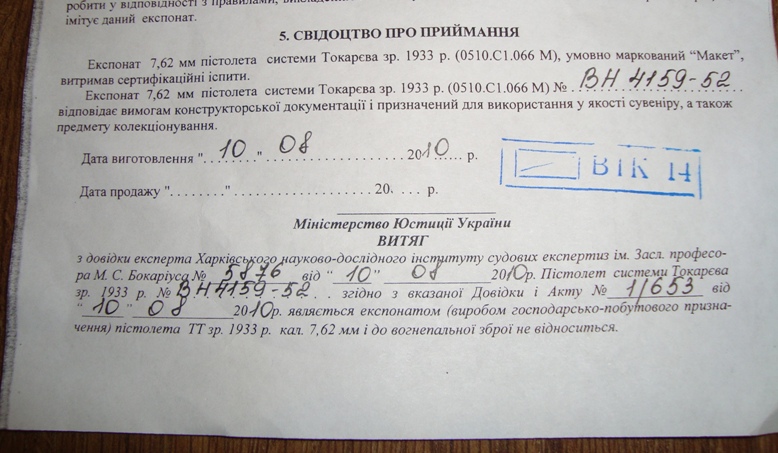 робити у відповідності з правилами,
імітує даний експонат.
5. СВІДОЦТВО ПРО ПРИЙМАННЯ
Експонат 7,62 мм пістолета системи Токарєва зр. 1933 р. (0510.С1.066 М), умовно маркований “Макет”,
витримав сертифікаційні іспити.
Експонат 7,62 мм пістолета системи Токарєва зр. 1933 р. (0510.С1.066 М) № ВН 4159-52
відповідає вимогам конструкторської документації і призначений для використання у якості сувеніру, а також
предмету колекціонування.
Дата виготовлення "..10..." 08 ................ 2010..... р.
ВТК 14
Дата продажу "........" ........................ 20..... р.
Міністерство Юстиції України
ВИТЯГ
з довідки експерта Харківського науково-дослідного інституту судових експертиз ім. Засл. професо-
ра М. С. Бокаріуса № 5876 від “ 10 ” 08 2010р. Пістолет системи Токарєва
зр. 1933 р. № ВН4159-52 . . згідно з вказаної Довідки і Акту № 1/653 від
“ 10 ” 08 2010р. являється експонатом (виробом господарсько-побутового призна-
чення) пістолета ТТ зр. 1933 р. кал. 7,62 мм і до вогнепальної зброї не відноситься.